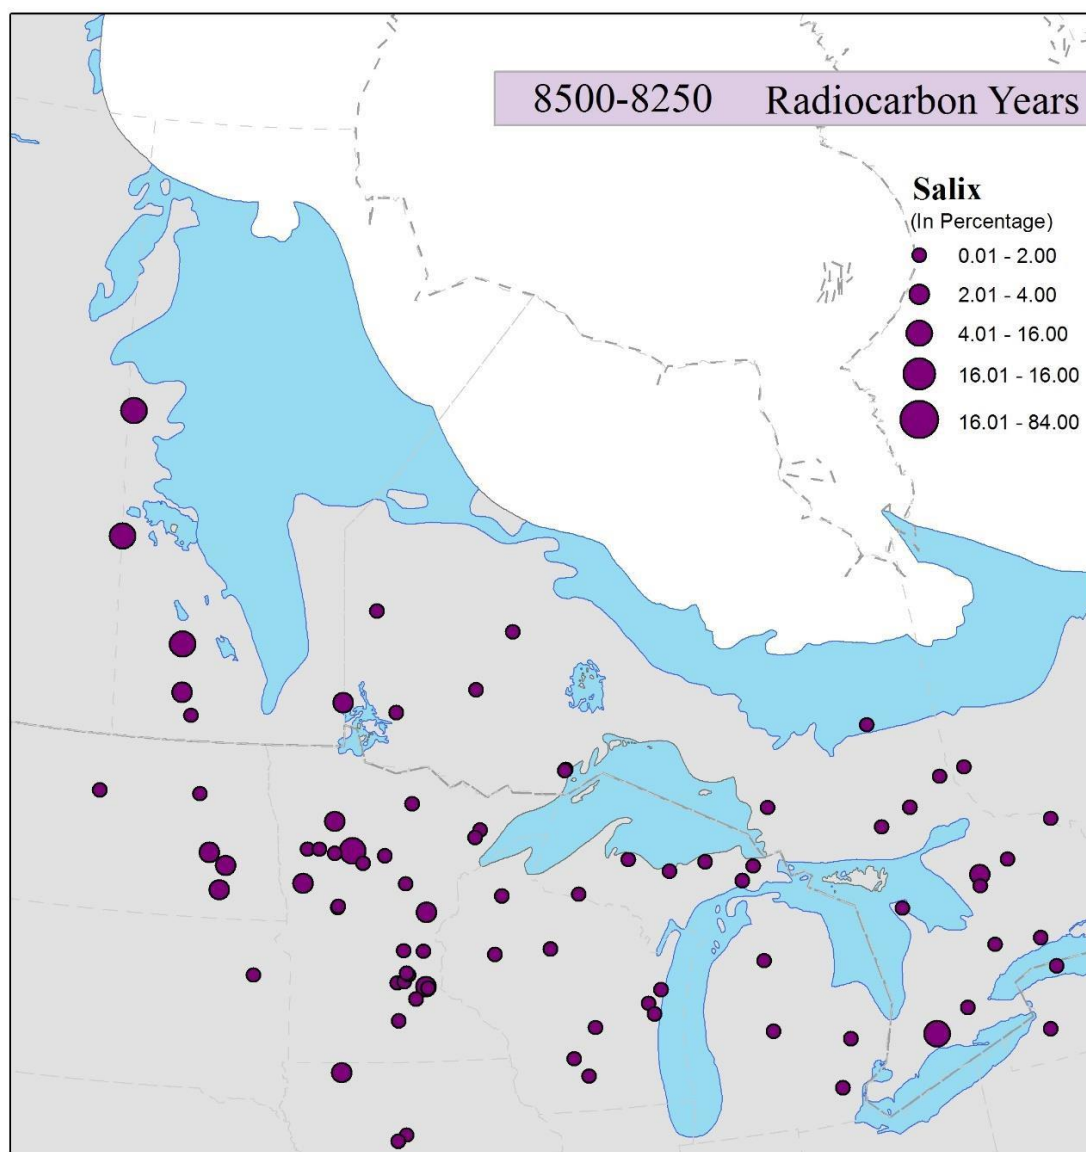 8500-8250 Radiocarbon Years
Salix
(In Percentage)
0.01 - 2.00
2.01 - 4.00
4.01 - 16.00
16.01 - 16.00
16.01 - 84.00